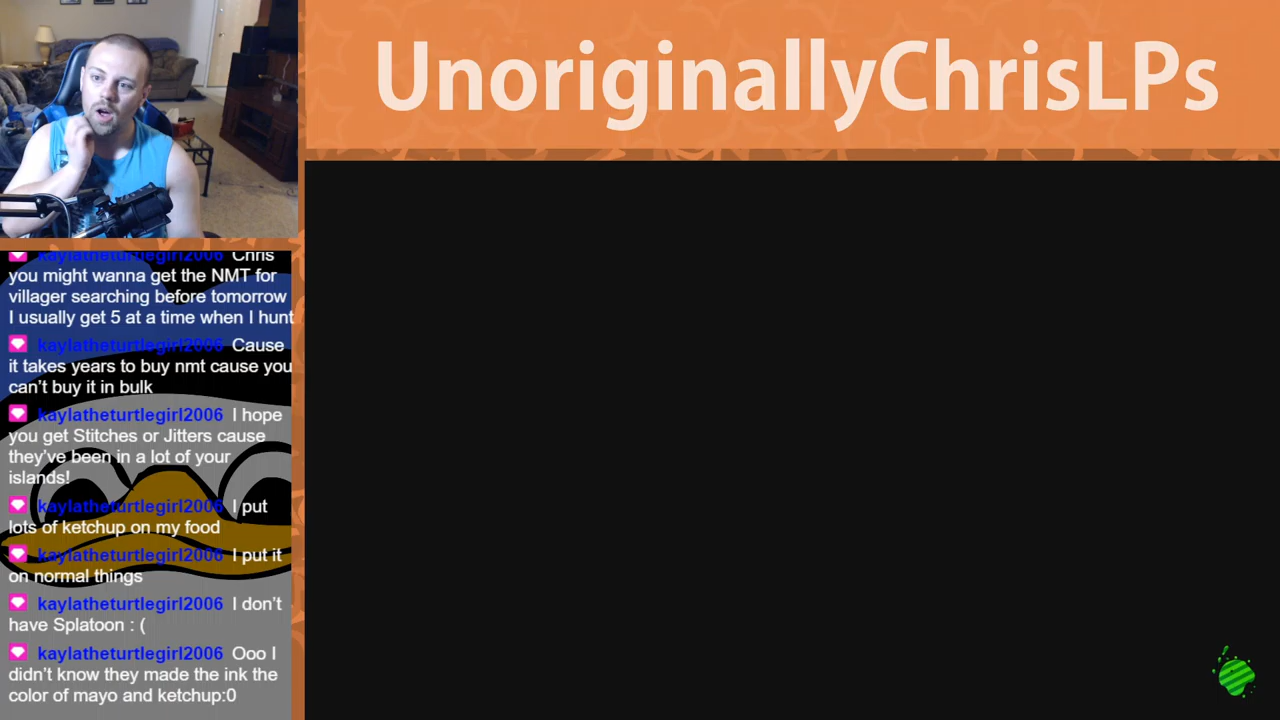 UnoriginallyChrisLPs
kaylatheturtlegirl2006 Chris
you might wanna get the NMT for
villager searching before tomorrow
I usually get 5 at a time when I hunt
kaylatheturtlegirl2006 Cause
it takes years to buy nmt cause you
can't buy it in bulk
kaylatheturtlegirl2006 I hope
you get Stitches or Jitters cause
they've been in a lot of your
islands!
kaylatheturtlegirl2006 I put
lots of ketchup on my food
kaylatheturtlegirl2006 I put it
on normal things
kaylatheturtlegirl2006 I don't
have Splatoon : (
kaylatheturtlegirl2006 Ooo I
didn't know they made the ink the
color of mayo and ketchup:0